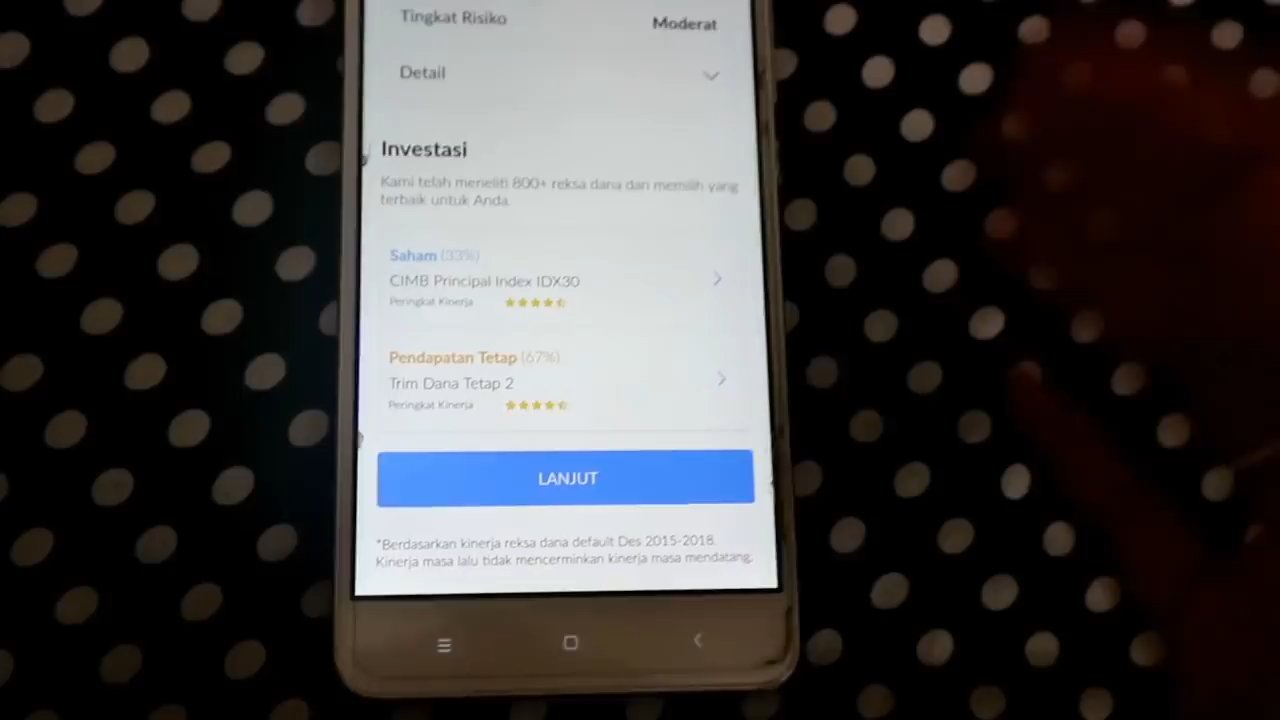 Tingkat Risiko Moderat
Detail
Investasi
Kami telah meneliti 800+ reksa dana dan memilih yang
terbaik untuk Anda.
Saham (33%)
CIMB Principal Index IDX30
Peringkat Kinerja
Pendapatan Tetap (67%)
Trim Dana Tetap 2
Peringkat Kinerja
LANJUT
*Berdasarkan kinerja reksa dana default Des 2015-2018.
Kinerja masa lalu tidak mencerminkan kinerja masa mendatang.